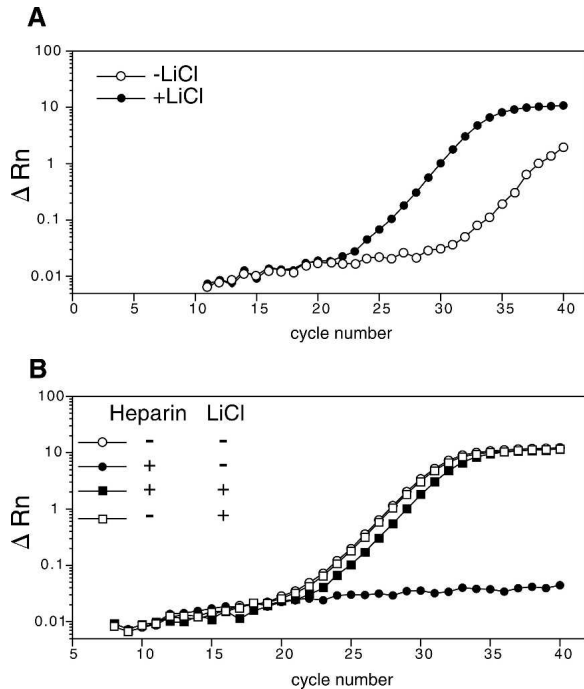 A
100
10
1
0.1
0.01
Δ Rn
-LiCl
+LiCl
0 5 10 15 20 25 30 35 40
cycle number
B
100
10
1
0.1
0.01
Δ Rn
Heparin LiCl
- -
+ -
+ +
- +
5 10 15 20 25 30 35 40
cycle number